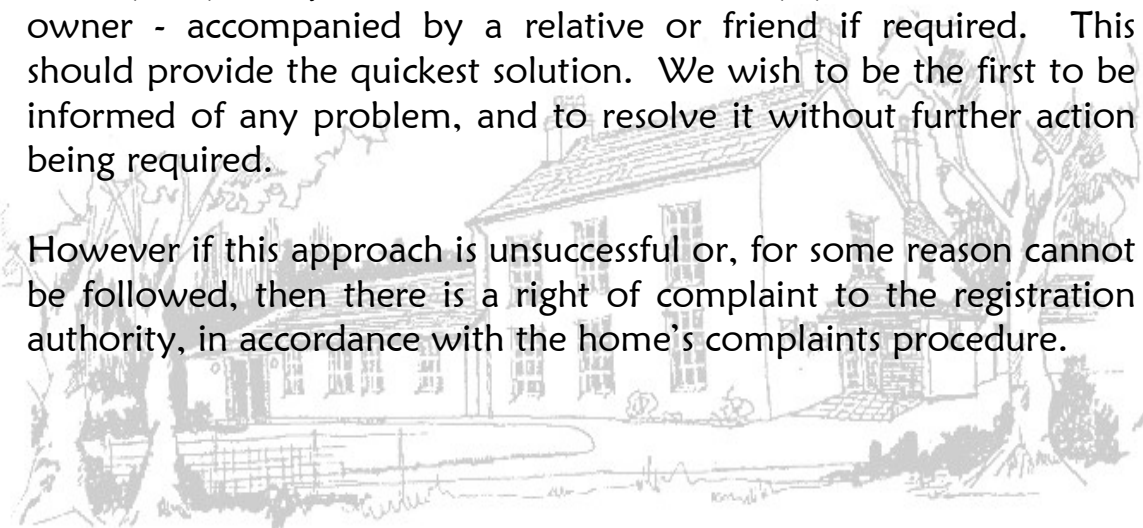 owner - accompanied by a relative or friend if required.  This
should provide the quickest solution.  We wish to be the first to be
informed of any problem, and to resolve it without further action
being required.

However if this approach is unsuccessful or, for some reason cannot
be followed, then there is a right of complaint to the registration
authority, in accordance with the home’s complaints procedure.